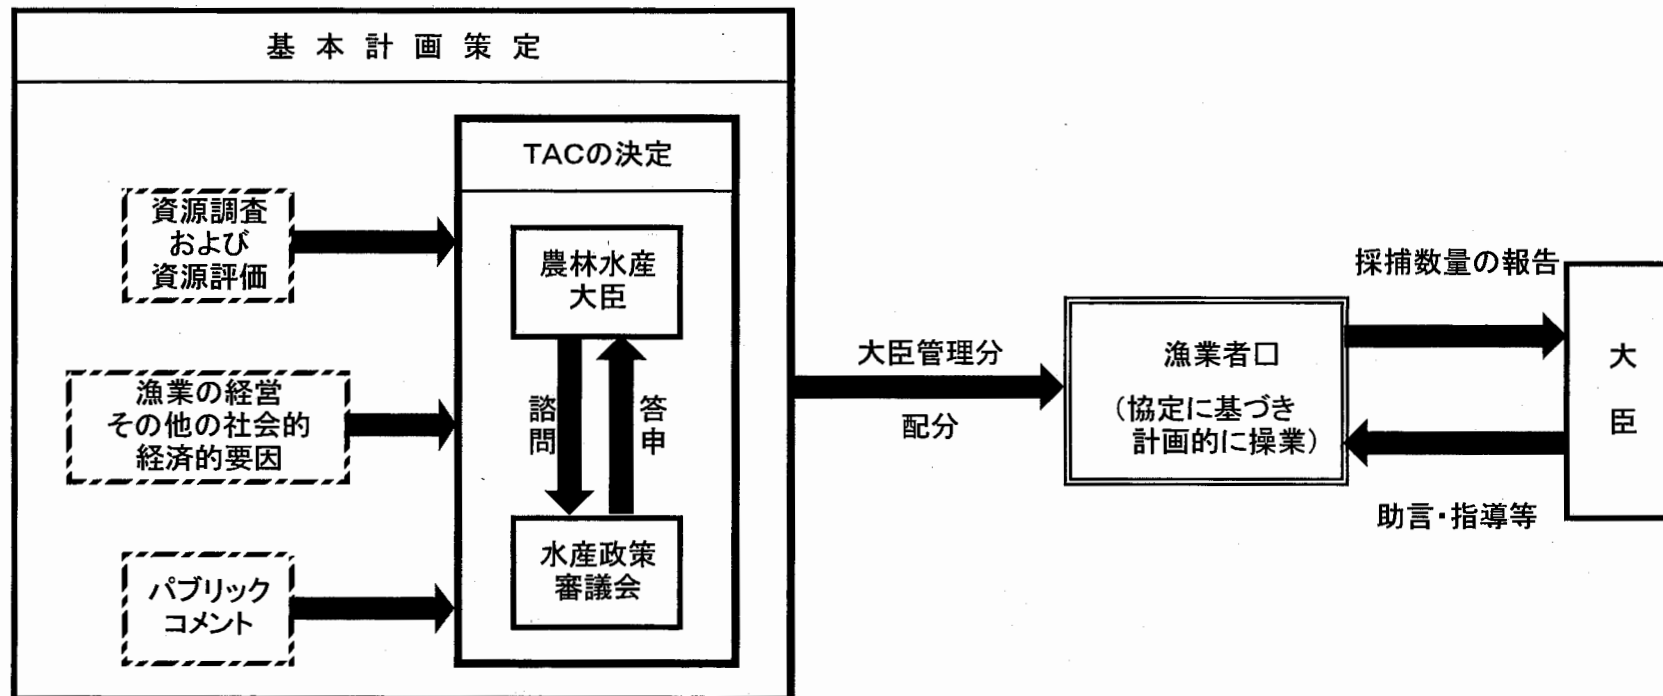 基本計画策定
TACの決定
資源調査
および
資源評価
漁業の経営
その他の社会的
経済的要因
パブリック
コメント
農林水産
大臣
諮問
答申
水産政策
審議会
大臣管理分
配分
漁業者口
(協定に基づき
計画的に操業)
採捕数量の報告
助言・指導等
大臣